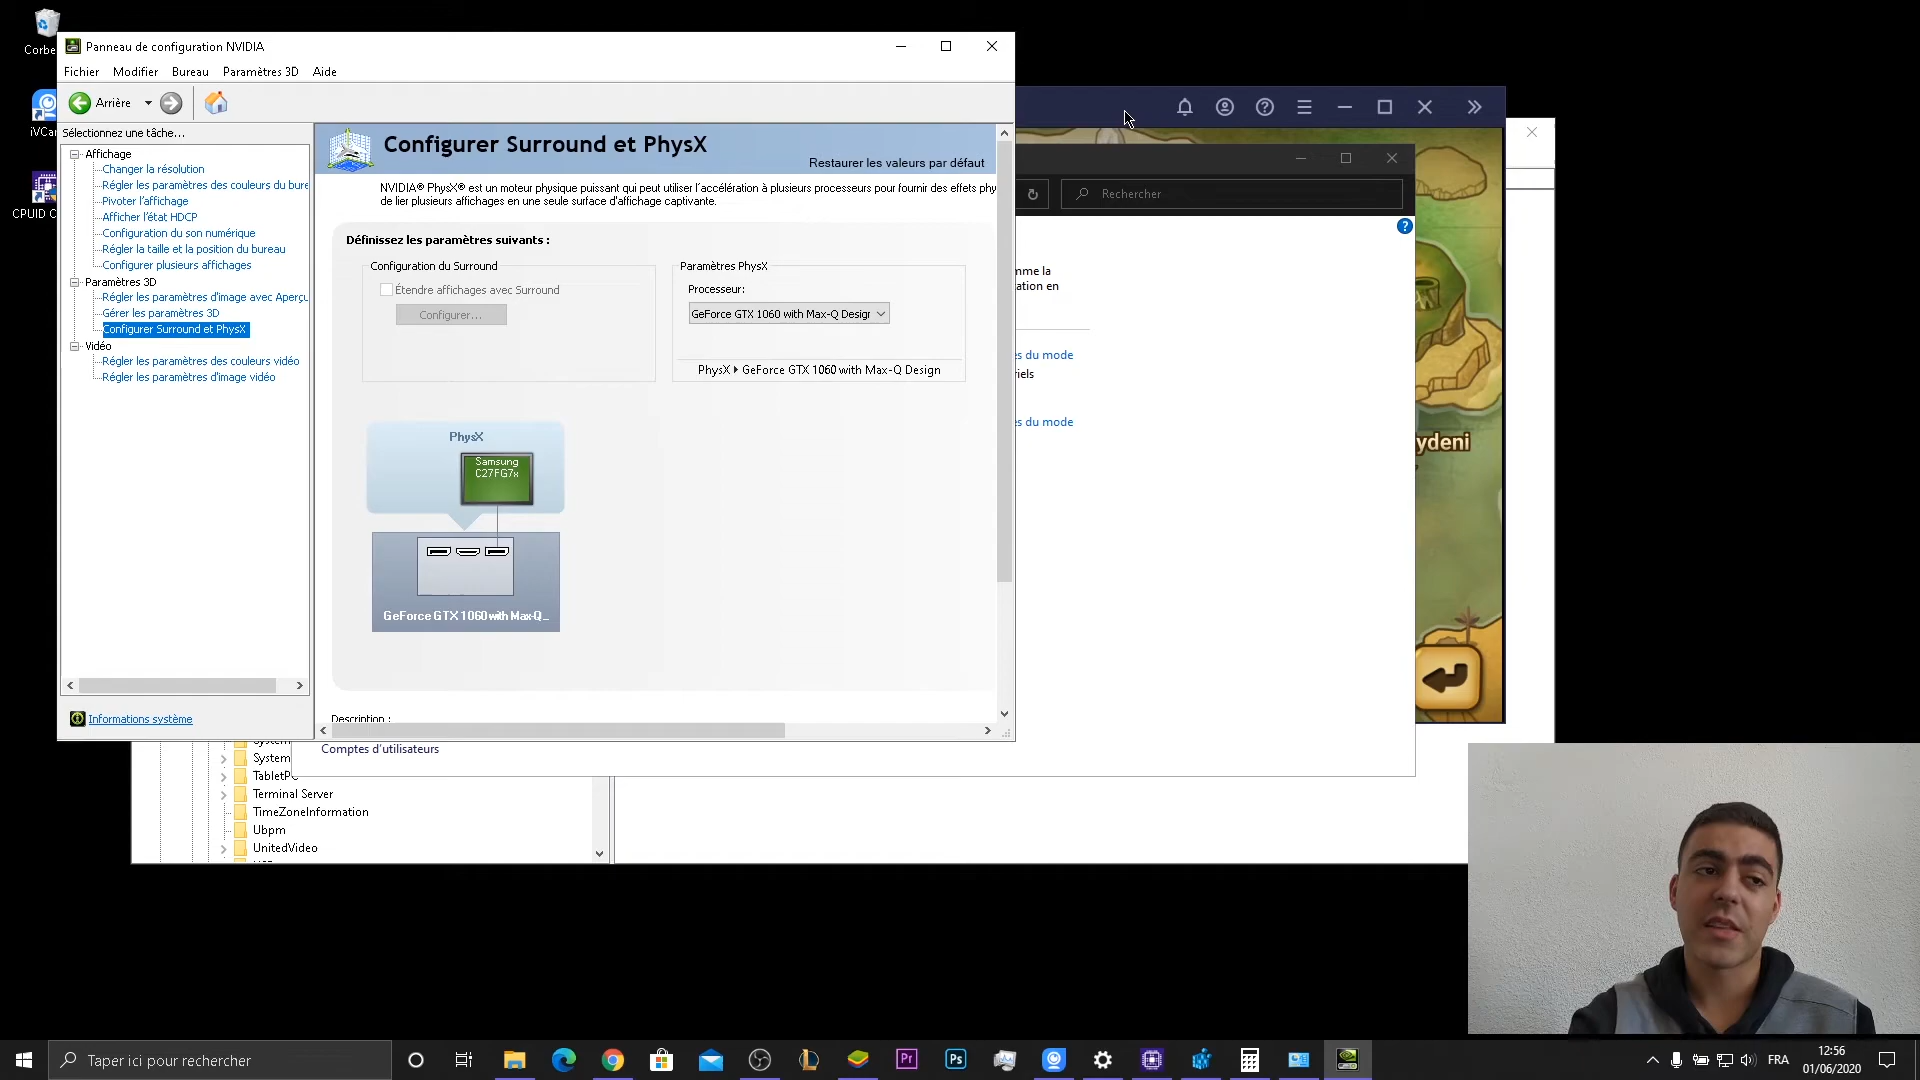 Corbe
iVCa
CPUID C
Panneau de configuration NVIDIA
Fichier Modifier Bureau Paramètres 3D Aide
Arrière
Sélectionnez une tâche...
Affichage
Changer la résolution
Régler les paramètres des couleurs du bure
Pivoter l'affichage
Afficher l'état HDCP
Configuration du son numérique
Régler la taille et la position du bureau
Configurer plusieurs affichages
Paramètres 3D
Régler les paramètres d'image avec Aperçu
Gérer les paramètres 3D
Configurer Surround et PhysX
Vidéo
Régler les paramètres des couleurs vidéo
Régler les paramètres d'image vidéo
Informations système
Configurer Surround et PhysX
Restaurer les valeurs par défaut
NVIDIA® PhysX® est un moteur physique puissant qui peut utiliser l'accélération à plusieurs processeurs pour fournir des effets phy
de lier plusieurs affichages en une seule surface d'affichage captivante.
Définissez les paramètres suivants :
Configuration du Surround
Étendre affichages avec Surround
Configurer...
Paramètres PhysX
Processeur:
GeForce GTX 1060 with Max-Q Design
PhysX GeForce GTX 1060 with Max-Q Design
PhysX
Samsung
C27FG7x
GeForce GTX 1060 with Max-Q...
Description :
Rechercher
mme la
ation en
es du mode
riels
es du mode
ydeni
Comptes d'utilisateurs
System
System
TabletPC
Terminal Server
TimeZoneInformation
Ubpm
UnitedVideo
Taper ici pour rechercher
Pr
Ps
FRA
12:56
01/06/2020